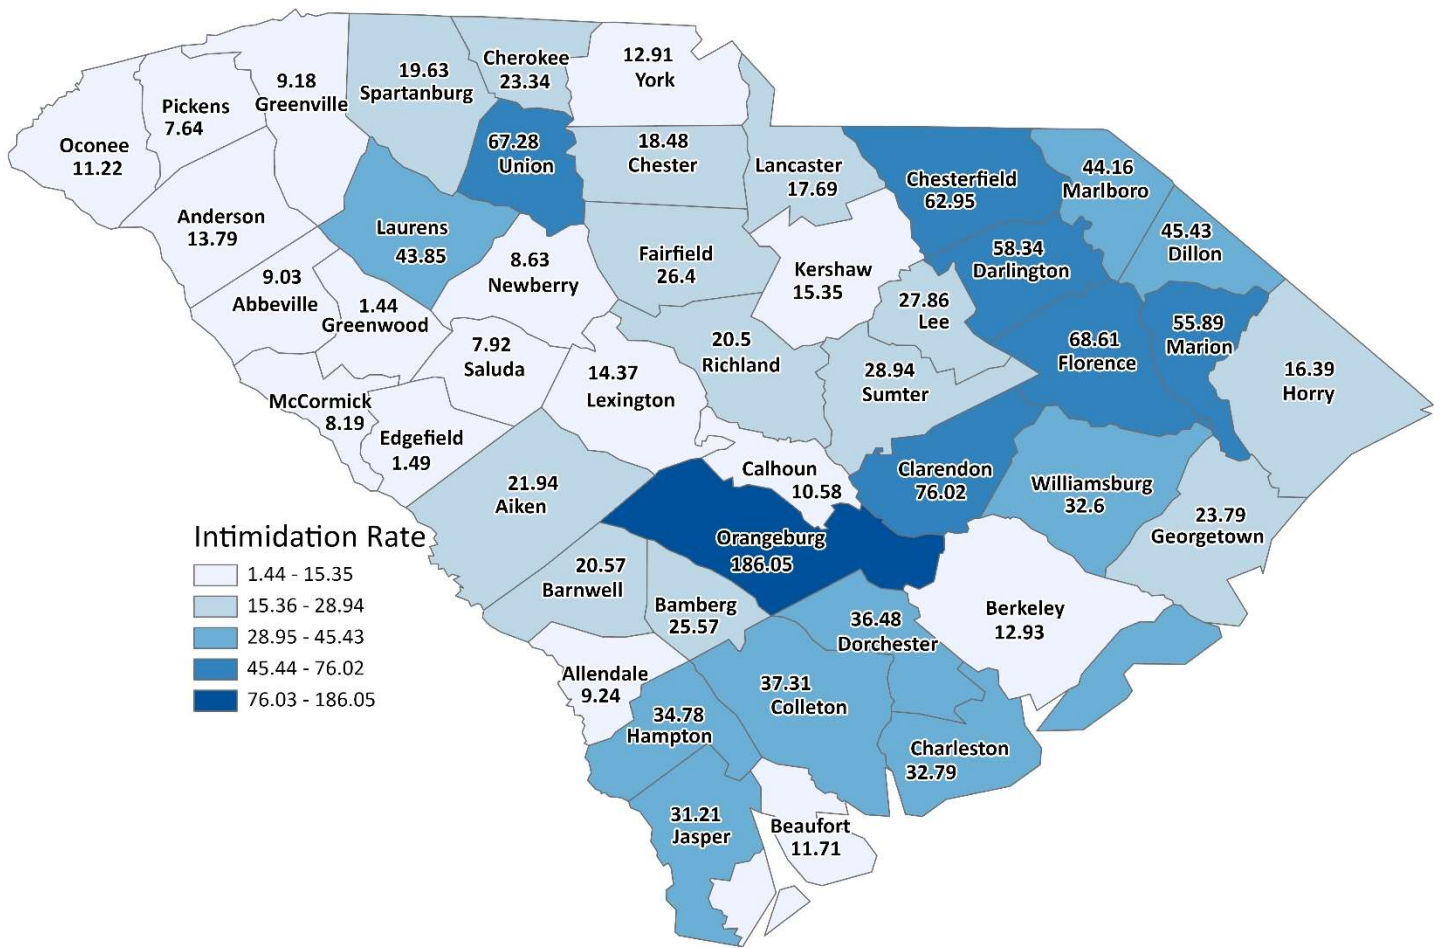 12.91
York
Cherokee
23.34
19.63
Spartanburg
9.18
Greenville
Pickens
7.64
Oconee
11.22
67.28
Union
18.48
Chester
Lancaster
17.69
Chesterfield
62.95
44.16
Marlboro
Anderson
13.79
Laurens
43.85
45.43
Dillon
58.34
Darlington
Fairfield
26.4
8.63
Newberry
Kershaw
15.35
9.03
Abbeville
1.44
Greenwood
27.86
Lee
55.89
Marion
68.61
Florence
20.5
Richland
7.92
Saluda
14.37
Lexington
28.94
Sumter
16.39
Horry
McCormick
8.19
Edgefield
1.49
Calhoun
10.58
Clarendon
76.02
Williamsburg
32.6
21.94
Aiken
23.79
Georgetown
Orangeburg
186.05
20.57
Barnwell
Bamberg
25.57
36.48
Dorchester
Berkeley
12.93
Allendale
9.24
37.31
Colleton
34.78
Hampton
Charleston
32.79
31.21
Jasper
Beaufort
11.71
Intimidation Rate
1.44 - 15.35
15.36 - 28.94
28.95 - 45.43
45.44 - 76.02
76.03 - 186.05